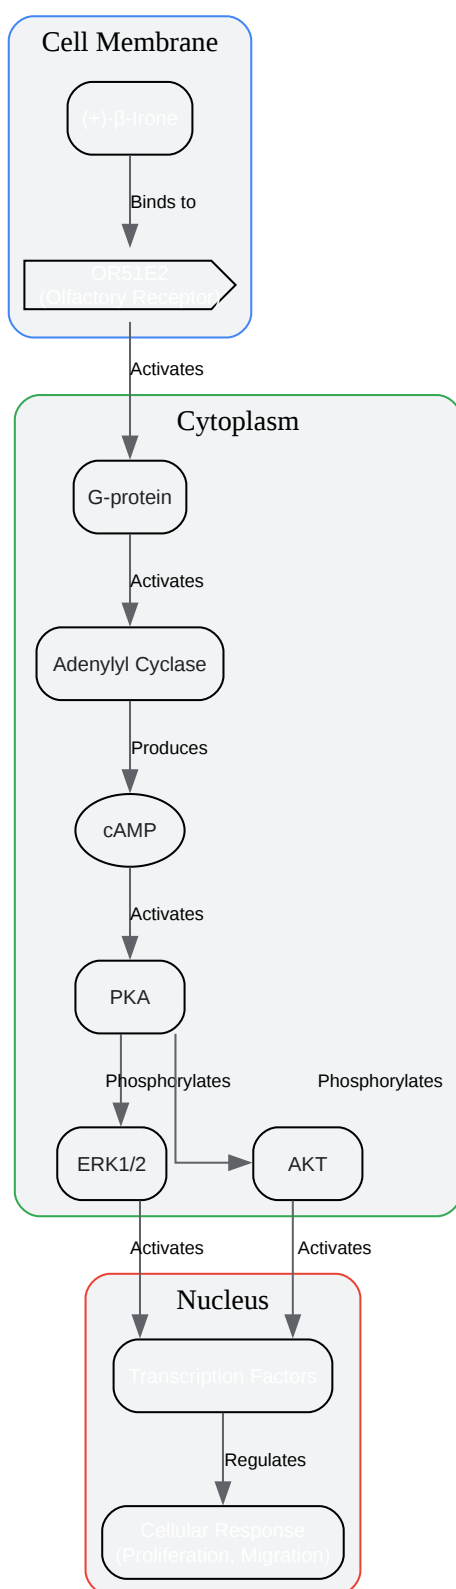 Cell Membrane
(+)-β-Irone
Binds to
OR51E2
(Olfactory Receptor)
Activates
Cytoplasm
G-protein
Activates
Adenylyl Cyclase
Produces
cAMP
Activates
PKA
Phosphorylates
Phosphorylates
ERK1/2
AKT
Activates
Activates
Nucleus
Transcription Factors
Regulates
Cellular Response
(Proliferation, Migration)